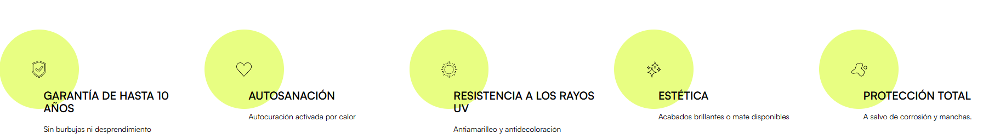 GARANTÍA DE HASTA 10
AÑOS
Sin burbujas ni desprendimiento
AUTOSANACIÓN
Autocuración activada por calor
RESISTENCIA A LOS RAYOS
UV
Antiamarilleo y antidecoloración
ESTÉTICA
Acabados brillantes o mate disponibles
PROTECCIÓN TOTAL
A salvo de corrosión y manchas.